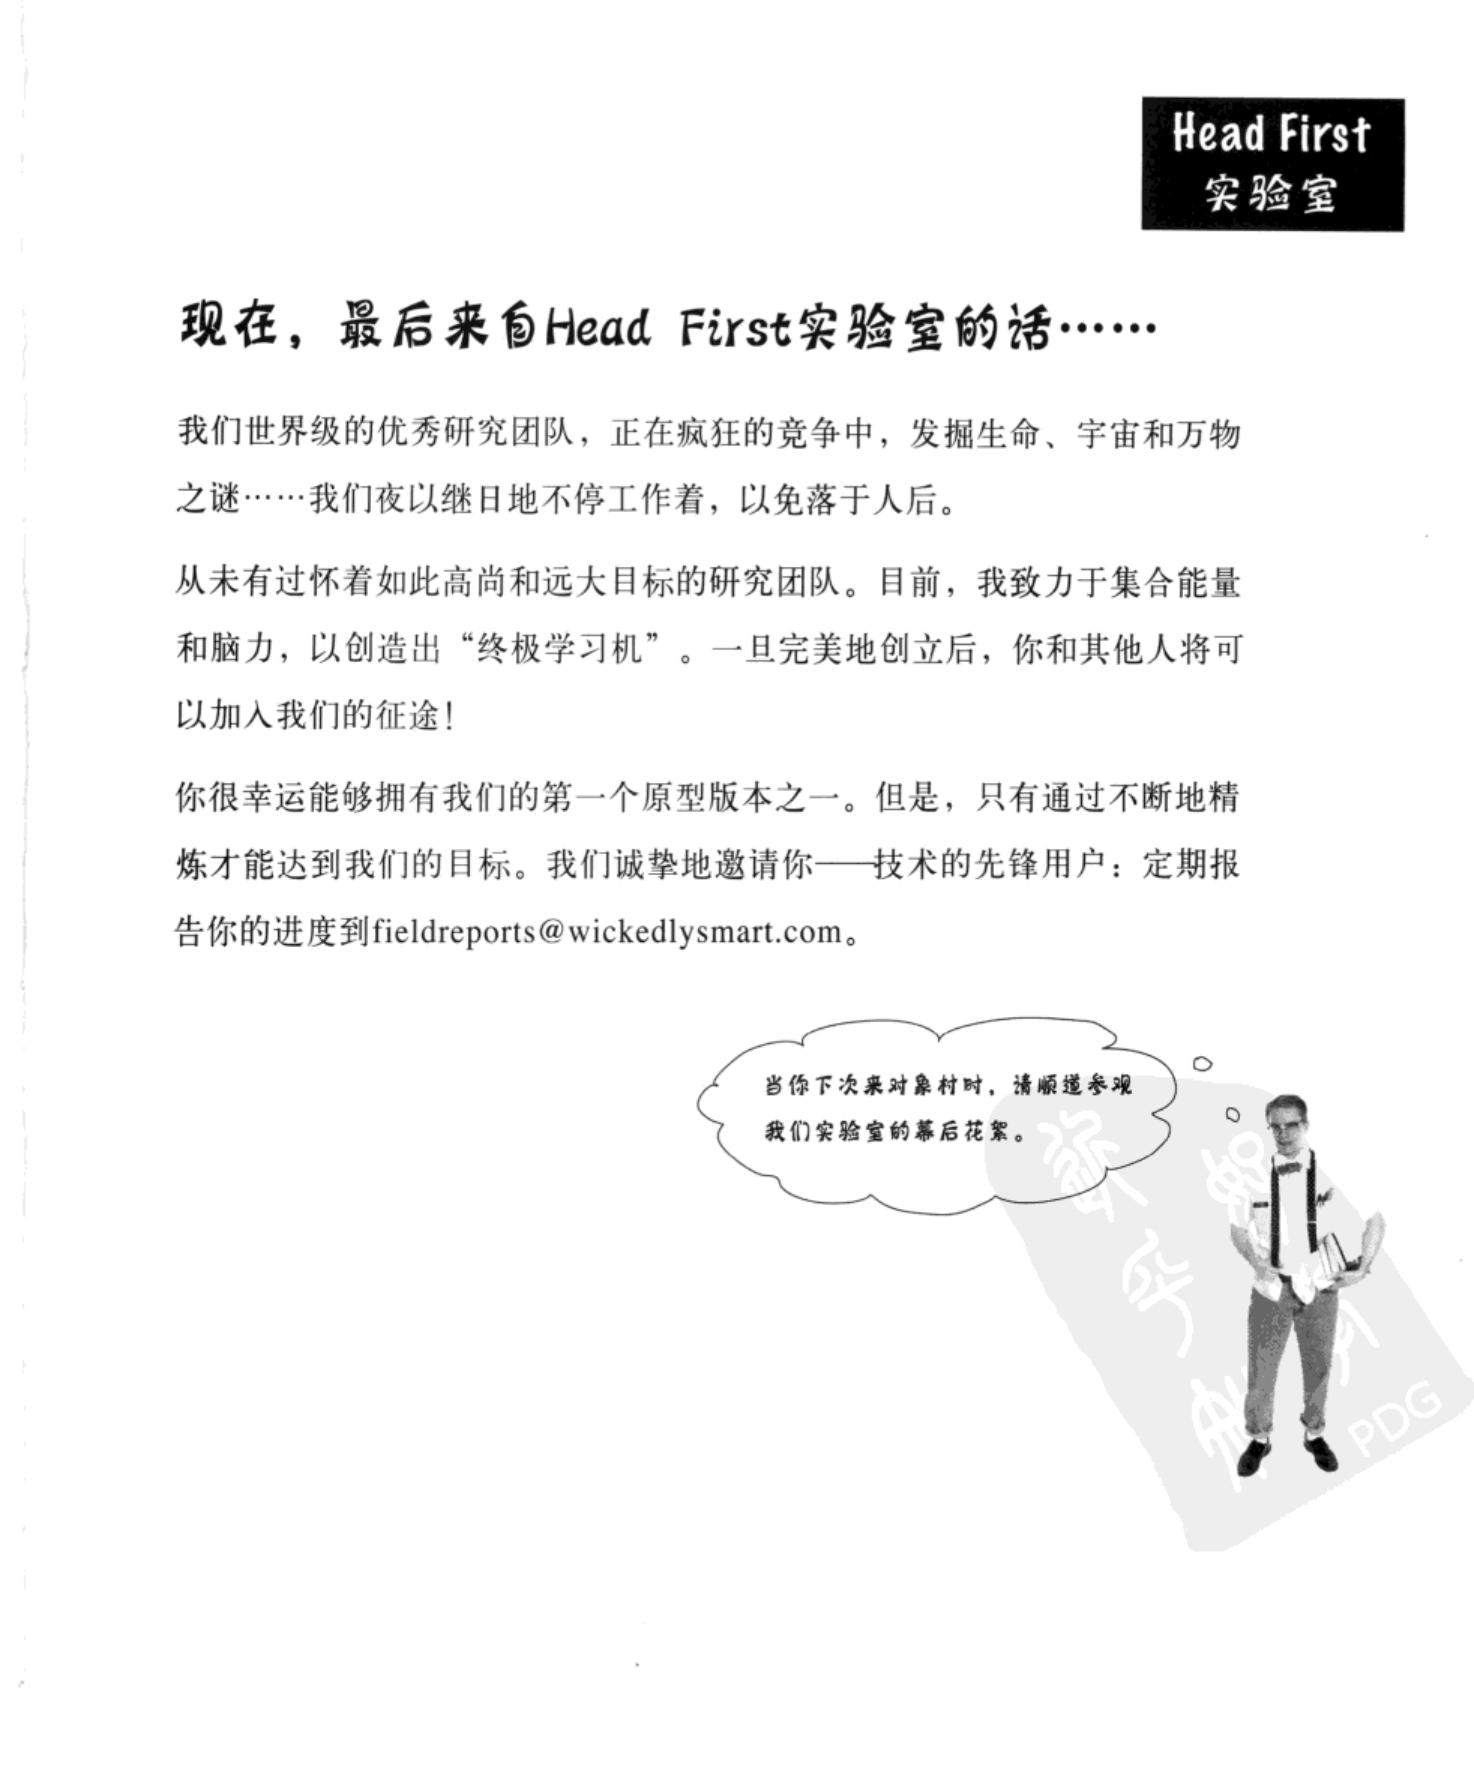 Head First
实验室
现在，最后来自Head First实验室的话……
我们世界级的优秀研究团队，正在疯狂的竞争中，发掘生命、宇宙和万物
之谜……我们夜以继日地不停工作着，以免落于人后。
从未有过怀着如此高尚和远大目标的研究团队。目前，我致力于集合能量
和脑力，以创造出“终极学习机”。一旦完美地创立后，你和其他人将可
以加入我们的征途！
你很幸运能够拥有我们的第一个原型版本之一。但是，只有通过不断地精
炼才能达到我们的目标。我们诚挚地邀请你——技术的先锋用户：定期报
告你的进度到fieldreports@wickedlysmart.com。
当你下次来对象村时，请顺道参观
我们实验室的幕后花絮。
PDG